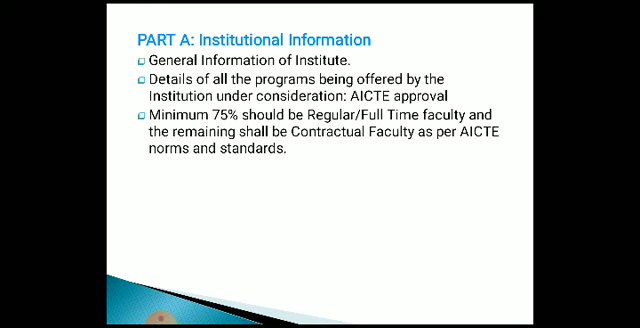 PART A: Institutional Information
General Information of Institute.
Details of all the programs being offered by the
Institution under consideration: AICTE approval
Minimum 75% should be Regular/Full Time faculty and
the remaining shall be Contractual Faculty as per AICTE
norms and standards.